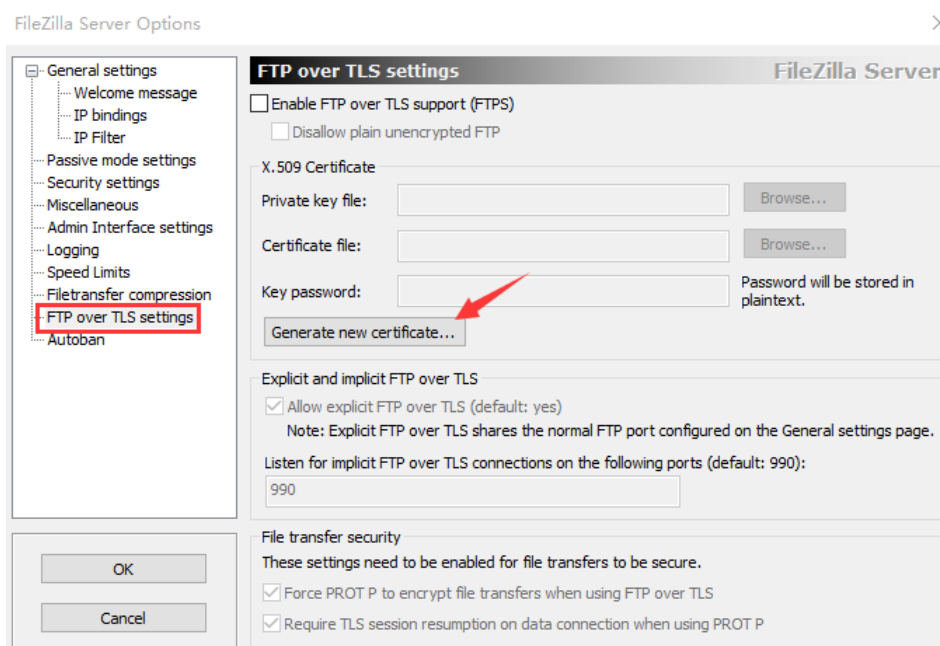 FileZilla Server Options
General settings
Welcome message
IP bindings
IP Filter
Passive mode settings
Security settings
Miscellaneous
Admin Interface settings
Logging
Speed Limits
Filetransfer compression
FTP over TLS settings
Autoban
OK
Cancel
FTP over TLS settings
FileZilla Server
Enable FTP over TLS support (FTPS)
Disallow plain unencrypted FTP
X.509 Certificate
Private key file:
Browse...
Certificate file:
Browse...
Key password:
Password will be stored in
plaintext.
Generate new certificate...
Explicit and implicit FTP over TLS
Allow explicit FTP over TLS (default: yes)
Note: Explicit FTP over TLS shares the normal FTP port configured on the General settings page.
Listen for implicit FTP over TLS connections on the following ports (default: 990):
990
File transfer security
These settings need to be enabled for file transfers to be secure.
Force PROT P to encrypt file transfers when using FTP over TLS
Require TLS session resumption on data connection when using PROT P